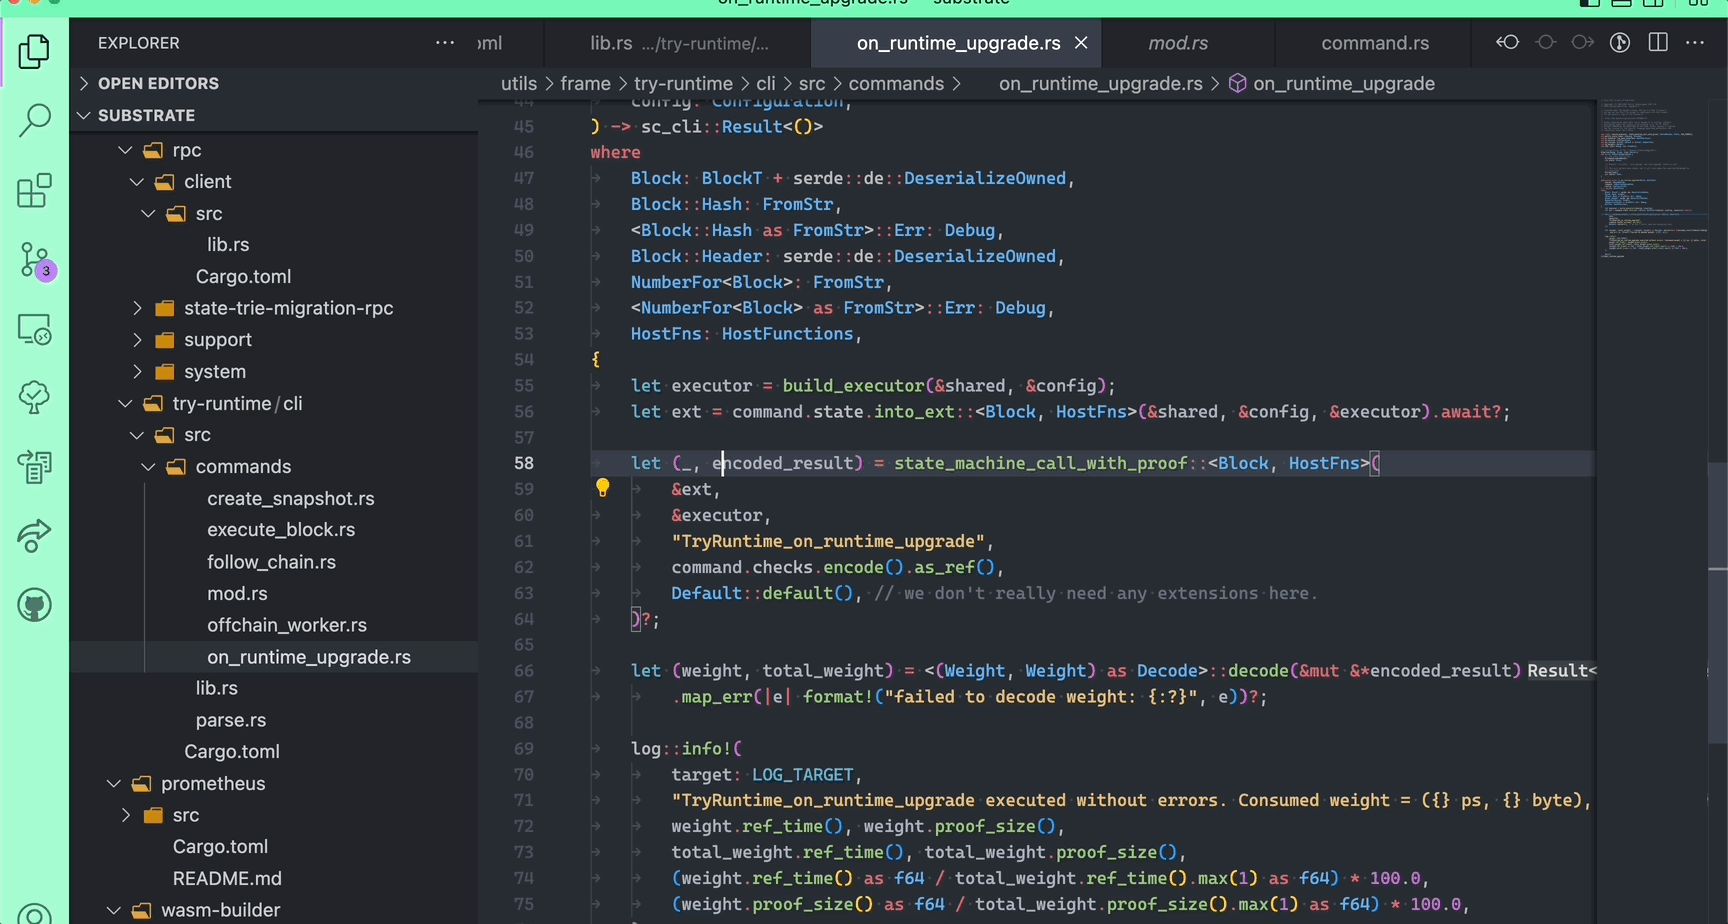 on_runtime_upgrade.rs — substrate
EXPLORER
oml
lib.rs .../try-runtime/...
on_runtime_upgrade.rs
mod.rs
command.rs
OPEN EDITORS
SUBSTRATE
utils > frame > try-runtime > cli > src > commands > on_runtime_upgrade.rs > on_runtime_upgrade
rpc
client
src
lib.rs
Cargo.toml
state-trie-migration-rpc
support
system
try-runtime/cli
src
commands
create_snapshot.rs
execute_block.rs
follow_chain.rs
mod.rs
offchain_worker.rs
on_runtime_upgrade.rs
lib.rs
parse.rs
Cargo.toml
prometheus
src
Cargo.toml
README.md
wasm-builder
3
44 config: Configuration,
45 ) -> sc_cli::Result<()>
46 where
47 Block: BlockT + serde::de::DeserializeOwned,
48 Block::Hash: FromStr,
49 <Block::Hash as FromStr>::Err: Debug,
50 Block::Header: serde::de::DeserializeOwned,
51 NumberFor<Block>: FromStr,
52 <NumberFor<Block> as FromStr>::Err: Debug,
53 HostFns: HostFunctions,
54 {
55 let executor = build_executor(&shared, &config);
56 let ext = command.state.into_ext::<Block, HostFns>(&shared, &config, &executor).await?;
57
58 let (_, encoded_result) = state_machine_call_with_proof::<Block, HostFns>(
59 &ext,
60 &executor,
61 "TryRuntime_on_runtime_upgrade",
62 command.checks.encode().as_ref(),
63 Default::default(), // we don't really need any extensions here.
64 )?;
65
66 let (weight, total_weight) = <(Weight, Weight) as Decode>::decode(&mut &*encoded_result) Result<
67 .map_err(|e| format!("failed to decode weight: {:?}", e))?;
68
69 log::info!(
70 target: LOG_TARGET,
71 "TryRuntime_on_runtime_upgrade executed without errors. Consumed weight = ({} ps, {} byte),
72 weight.ref_time(), weight.proof_size(),
73 total_weight.ref_time(), total_weight.proof_size(),
74 (weight.ref_time() as f64 / total_weight.ref_time().max(1) as f64) * 100.0,
75 (weight.proof_size() as f64 / total_weight.proof_size().max(1) as f64) * 100.0,